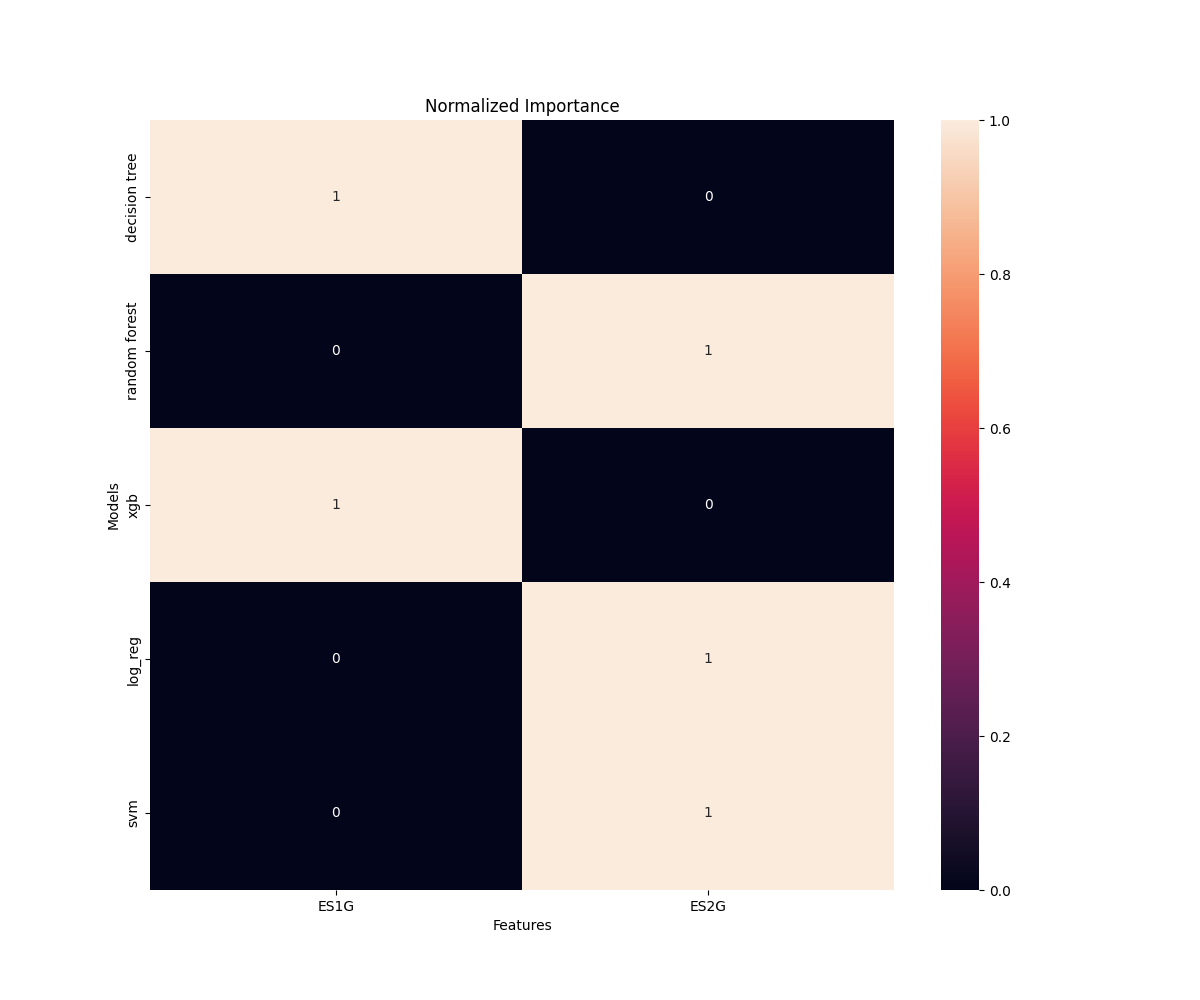 Normalized Importance
Models
decision tree
1 0
random forest
0 1
xgb
1 0
log_reg
0 1
svm
0 1
ES1G ES2G
Features
1.0
0.8
0.6
0.4
0.2
0.0